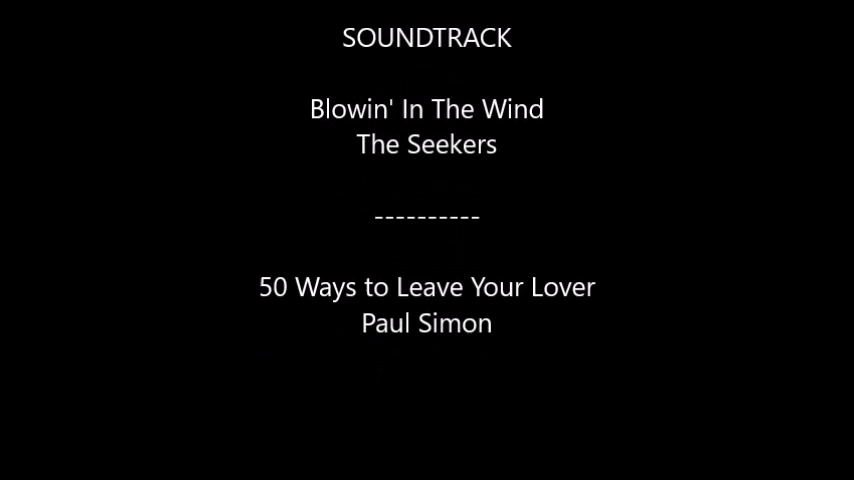 SOUNDTRACK
Blowin' In The Wind
The Seekers
----------
50 Ways to Leave Your Lover
Paul Simon